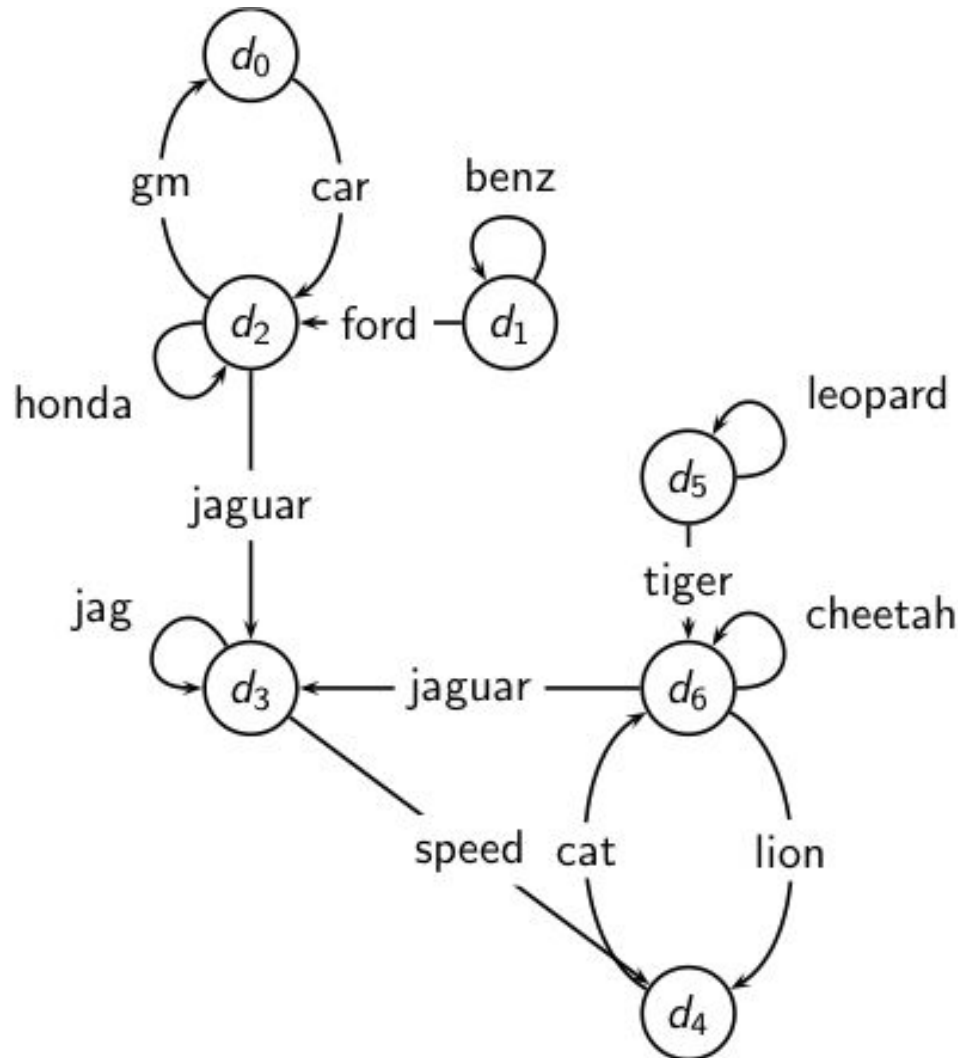 d0
gm
car
benz
d2
ford
d1
honda
leopard
d5
jaguar
tiger
jag
cheetah
d3
jaguar
d6
speed
cat
lion
d4